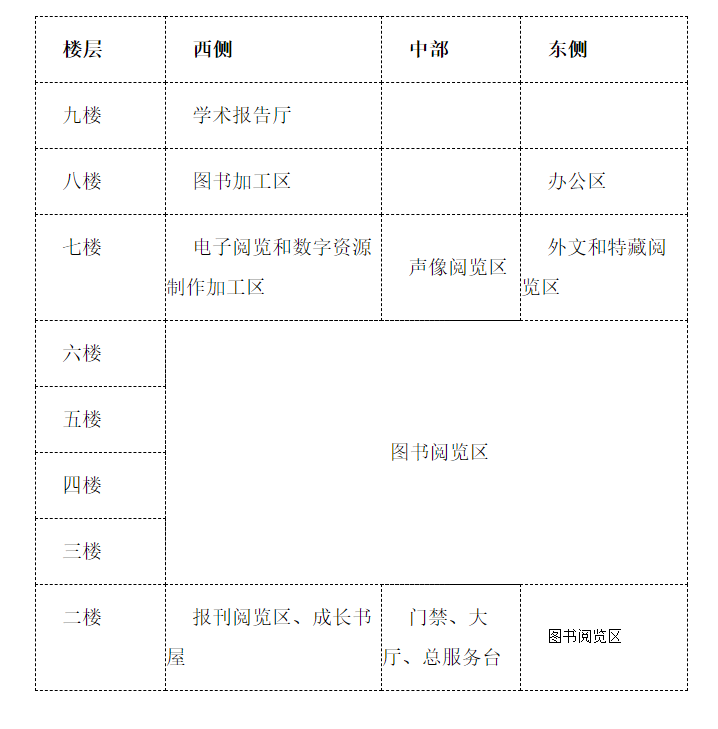 楼层 西侧 中部 东侧
九楼 学术报告厅
八楼 图书加工区 办公区
七楼 电子阅览和数字资源
制作加工区
声像阅览区
外文和特藏阅
览区
六楼
五楼
图书阅览区
四楼
三楼
二楼 报刊阅览区、成长书
屋
门禁、大
厅、总服务台
图书阅览区